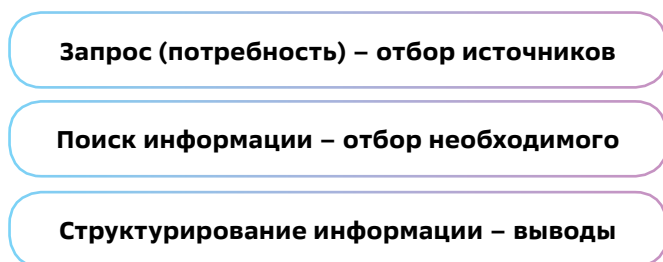 Запрос (потребность) – отбор источников
Поиск информации – отбор необходимого
Структурирование информации – выводы